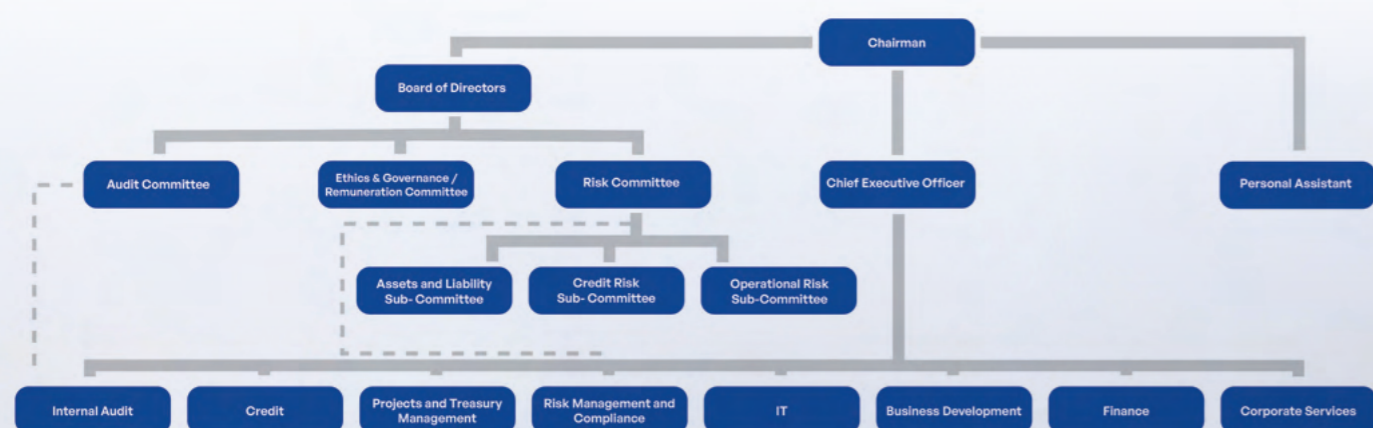 Chairman
Board of Directors
Audit Committee
Ethics & Governance /
Remuneration Committee
Risk Committee
Chief Executive Officer
Personal Assistant
Assets and Liability
Sub- Committee
Credit Risk
Sub- Committee
Operational Risk
Sub-Committee
Internal Audit
Credit
Projects and Treasury
Management
Risk Management and
Compliance
IT
Business Development
Finance
Corporate Services